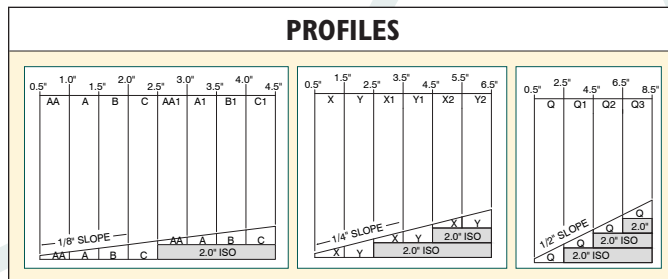 PROFILES
0.5" 1.0" 1.5" 2.0" 2.5" 3.0" 3.5" 4.0" 4.5"
AA A B C AA1 A1 B1 C1
1/8" SLOPE
AA A B C
2.0" ISO
AA A B C
0.5" 1.5" 2.5" 3.5" 4.5" 5.5" 6.5"
X Y X1 Y1 X2 Y2
1/4" SLOPE
X Y
2.0" ISO
X Y
2.0" ISO
X Y
0.5" 2.5" 4.5" 6.5" 8.5"
Q Q1 Q2 Q3
1/2" SLOPE
Q
2.0"
Q
2.0" ISO
Q
2.0" ISO
Q